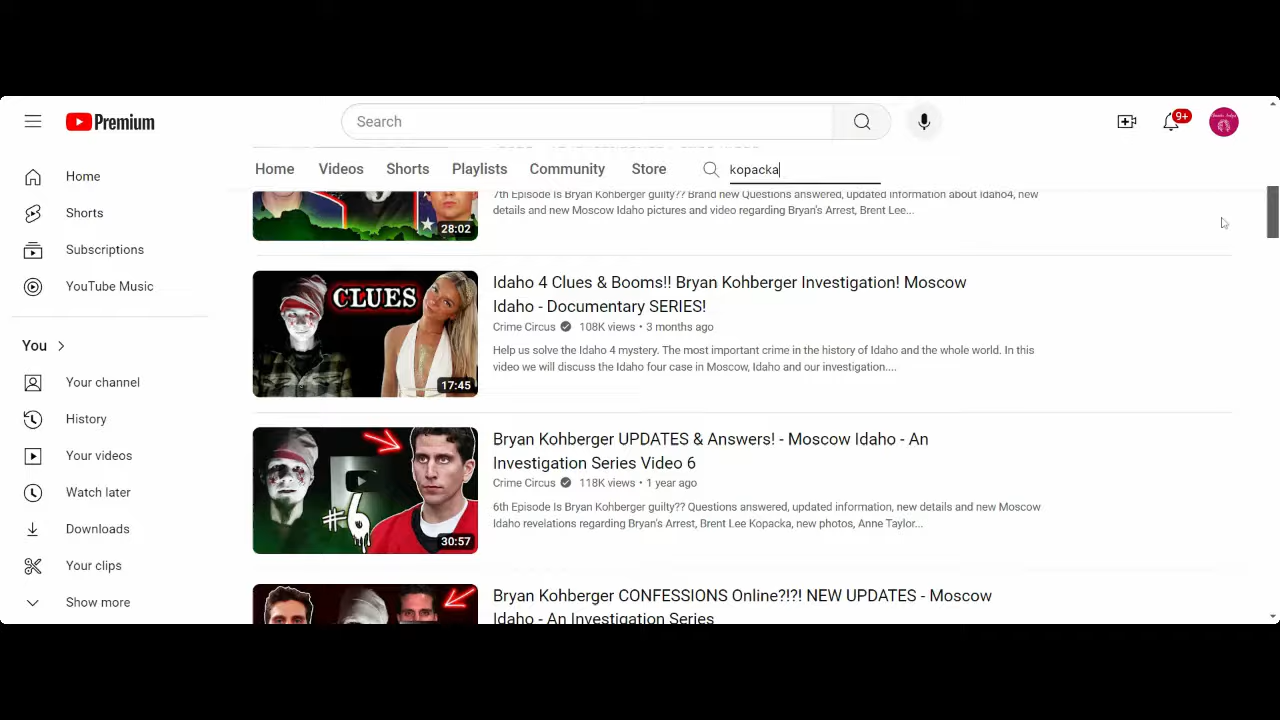 Premium
Search
9+
Home
Videos
Shorts
Playlists
Community
Store
kopacka
Home
Shorts
Subscriptions
YouTube Music
You
Your channel
History
Your videos
Watch later
Downloads
Your clips
Show more
7th Episode Is Bryan Kohberger guilty?? Brand new Questions answered, updated information about Idaho4, new
details and new Moscow Idaho pictures and video regarding Bryan's Arrest, Brent Lee...
28:02
CLUES
17:45
Idaho 4 Clues & Booms!! Bryan Kohberger Investigation! Moscow
Idaho - Documentary SERIES!
Crime Circus 108K views • 3 months ago
Help us solve the Idaho 4 mystery. The most important crime in the history of Idaho and the whole world. In this
video we will discuss the Idaho four case in Moscow, Idaho and our investigation....
#6
30:57
Bryan Kohberger UPDATES & Answers! - Moscow Idaho - An
Investigation Series Video 6
Crime Circus 118K views • 1 year ago
6th Episode Is Bryan Kohberger guilty?? Questions answered, updated information, new details and new Moscow
Idaho revelations regarding Bryan's Arrest, Brent Lee Kopacka, new photos, Anne Taylor...
Bryan Kohberger CONFESSIONS Online?!?! NEW UPDATES - Moscow
Idaho - An Investigation Series